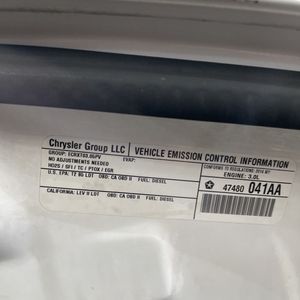 Chrysler Group LLC VEHICLE EMISSION CONTROL INFORMATION
GROUP: ECRXT03.05PV EVAP: CONFORMS TO REGULATIONS: 2014 MY
NO ADJUSTMENTS NEEDED ENGINE: 3.0L
HO2S / SFI / TC / PTOX / EGR
U.S. EPA: T2 B5 LDT OBD: CA OBD II FUEL: DIESEL
47480 041AA
CALIFORNIA: LEV II LDT OBD: CA OBD II FUEL: DIESEL